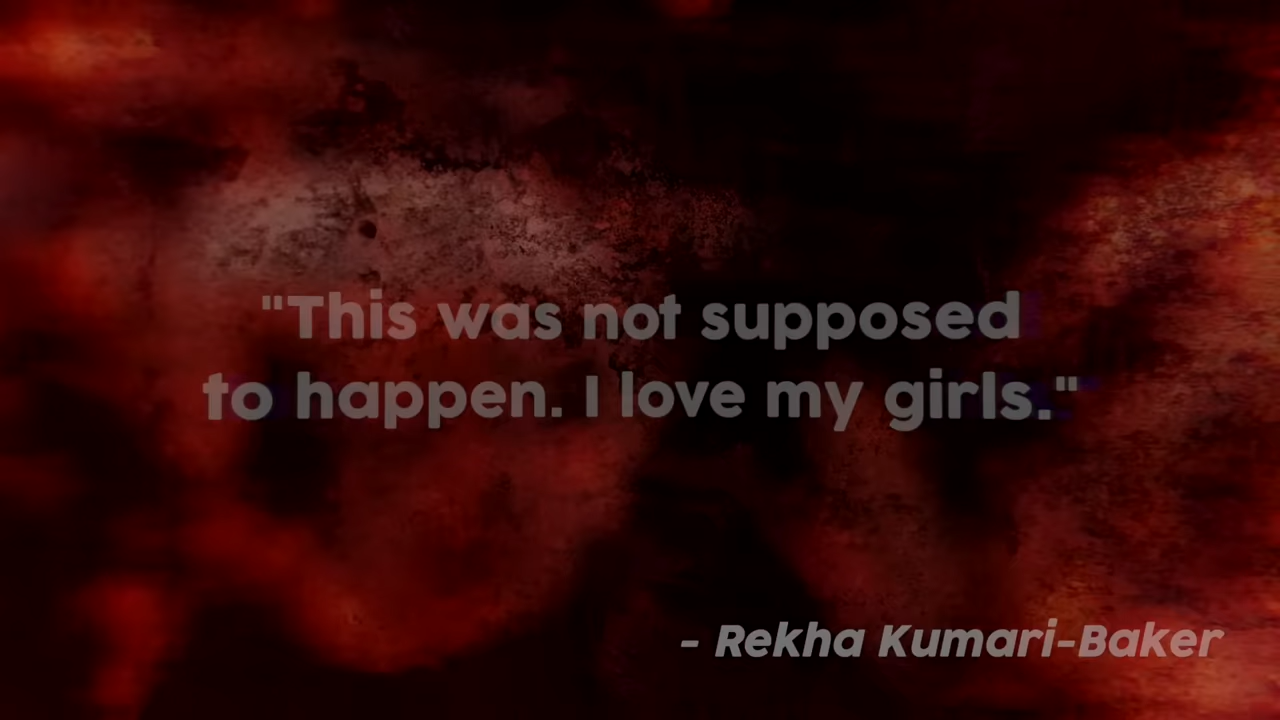 "This was not supposed
to happen. I love my girls."
- Rekha Kumari-Baker